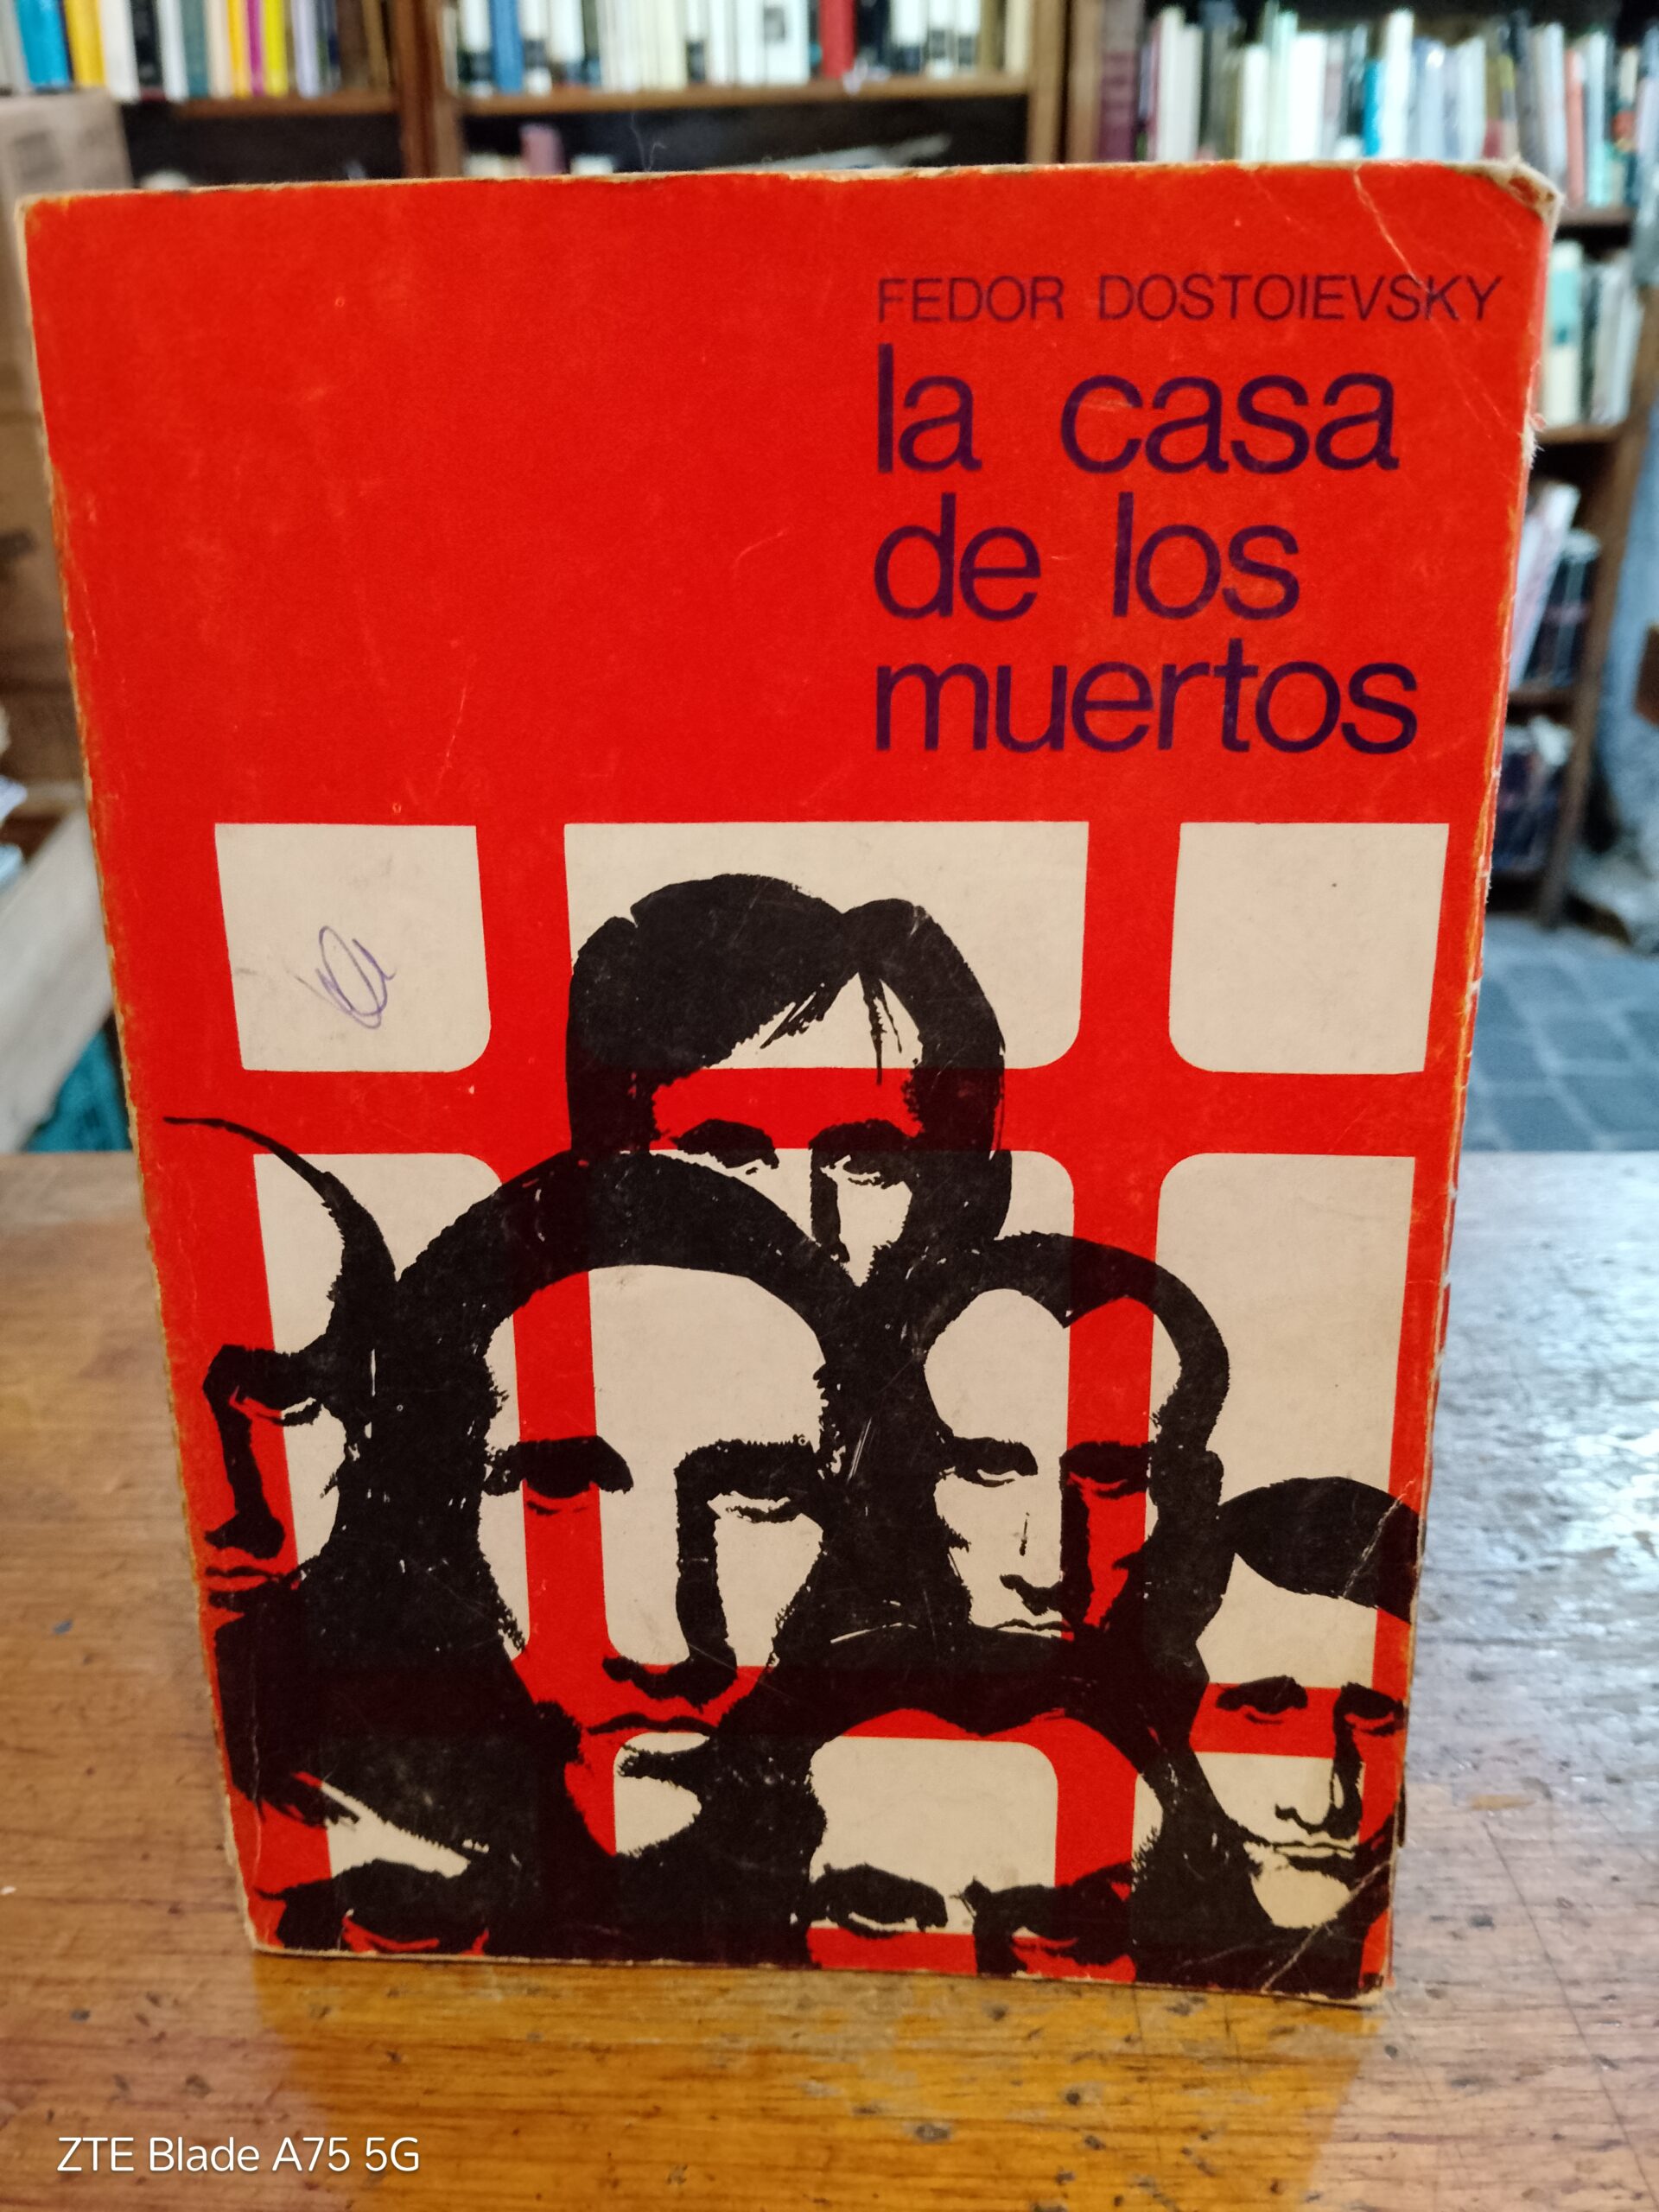 FEDOR DOSTOIEVSKY
la casa
de los
muertos
ZTE Blade A75 5G